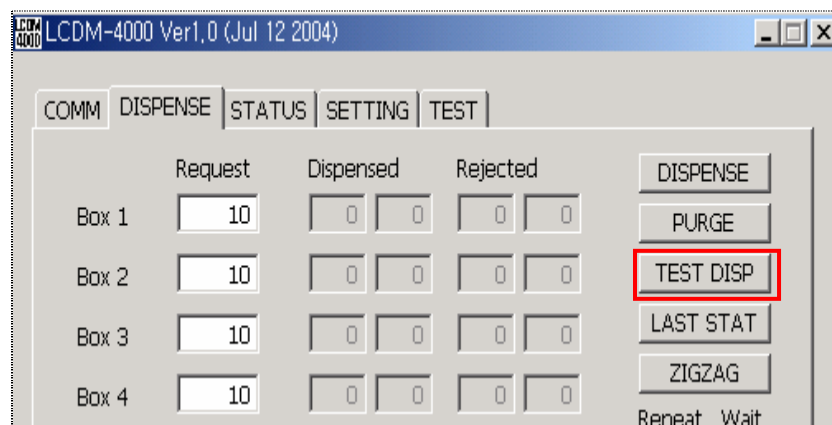 LCDM 4000 LCDM-4000 Ver1,0 (Jul 12 2004)
COMM DISPENSE STATUS SETTING TEST
Request Dispensed Rejected DISPENSE
Box 1 10 0 0 0 0 PURGE
Box 2 10 0 0 0 0 TEST DISP
Box 3 10 0 0 0 0 LAST STAT
Box 4 10 0 0 0 0 ZIGZAG
Repeat Wait